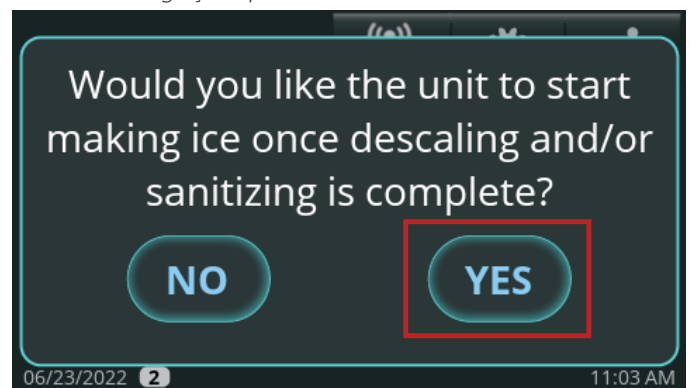 Would you like the unit to start
making ice once descaling and/or
sanitizing is complete?
NO YES
06/23/2022 2 11:03 AM